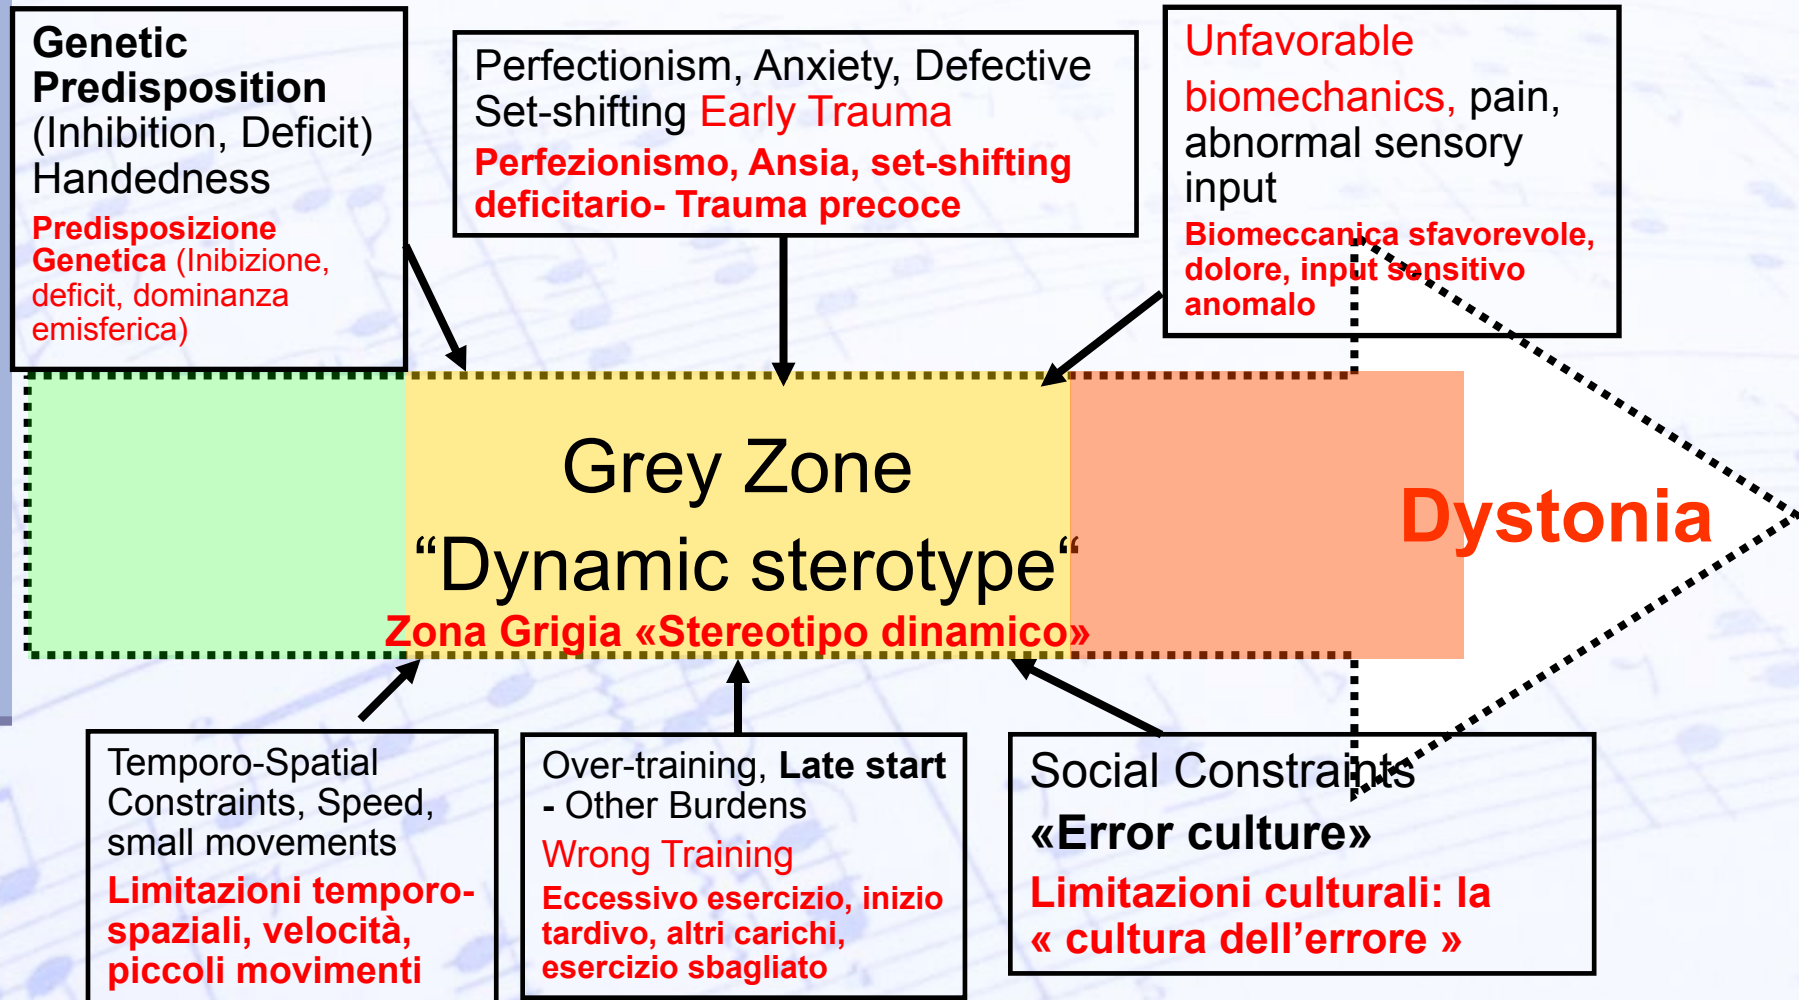 Genetic
Predisposition
(Inhibition, Deficit)
Handedness
Predisposizione
Genetica (Inibizione,
deficit, dominanza
emisferica)
Perfectionism, Anxiety, Defective
Set-shifting Early Trauma
Perfezionismo, Ansia, set-shifting
deficitario- Trauma precoce
Unfavorable
biomechanics, pain,
abnormal sensory
input
Biomeccanica sfavorevole,
dolore, input sensitivo
anomalo
Grey Zone
“Dynamic sterotype“
Zona Grigia «Stereotipo dinamico»
Dystonia
Temporo-Spatial
Constraints, Speed,
small movements
Limitazioni temporo-
spaziali, velocità,
piccoli movimenti
Over-training, Late start
- Other Burdens
Wrong Training
Eccessivo esercizio, inizio
tardivo, altri carichi,
esercizio sbagliato
Social Constraints
«Error culture»
Limitazioni culturali: la
« cultura dell’errore »